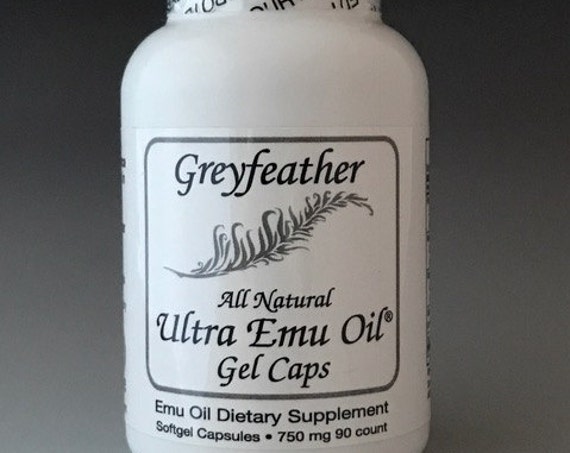 Greyfeather
All Natural
Ultra Emu Oil®
Gel Caps
Emu Oil Dietary Supplement
Softgel Capsules • 750 mg 90 count